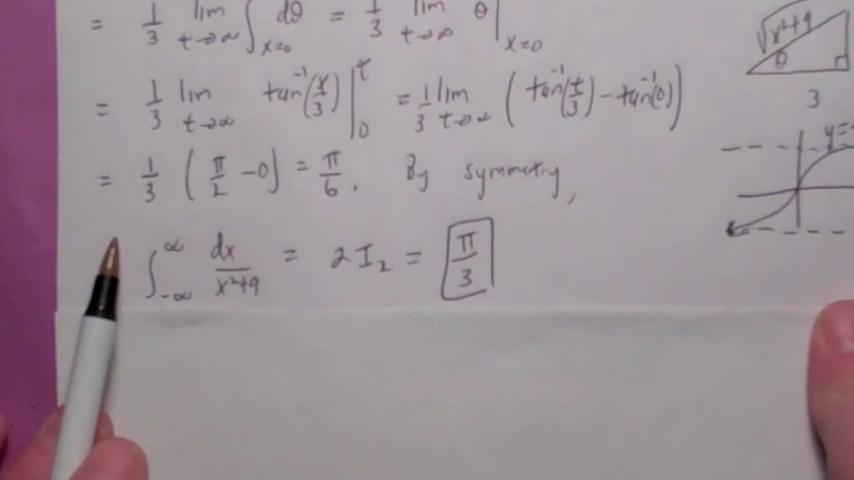 = 1/3 lim t→∞ ∫x=0 dθ = 1/3 lim t→∞ θ |x=0
= 1/3 lim t→∞ tan⁻¹(x/3) |₀ᵗ = 1/3 lim t→∞ (tan⁻¹(t/3) - tan⁻¹(0))
= 1/3 (π/2 - 0) = π/6. By symmetry,
∫₋∞^∞ dx/x²+9 = 2I₂ = π/3
√x²+9
θ
3
y=